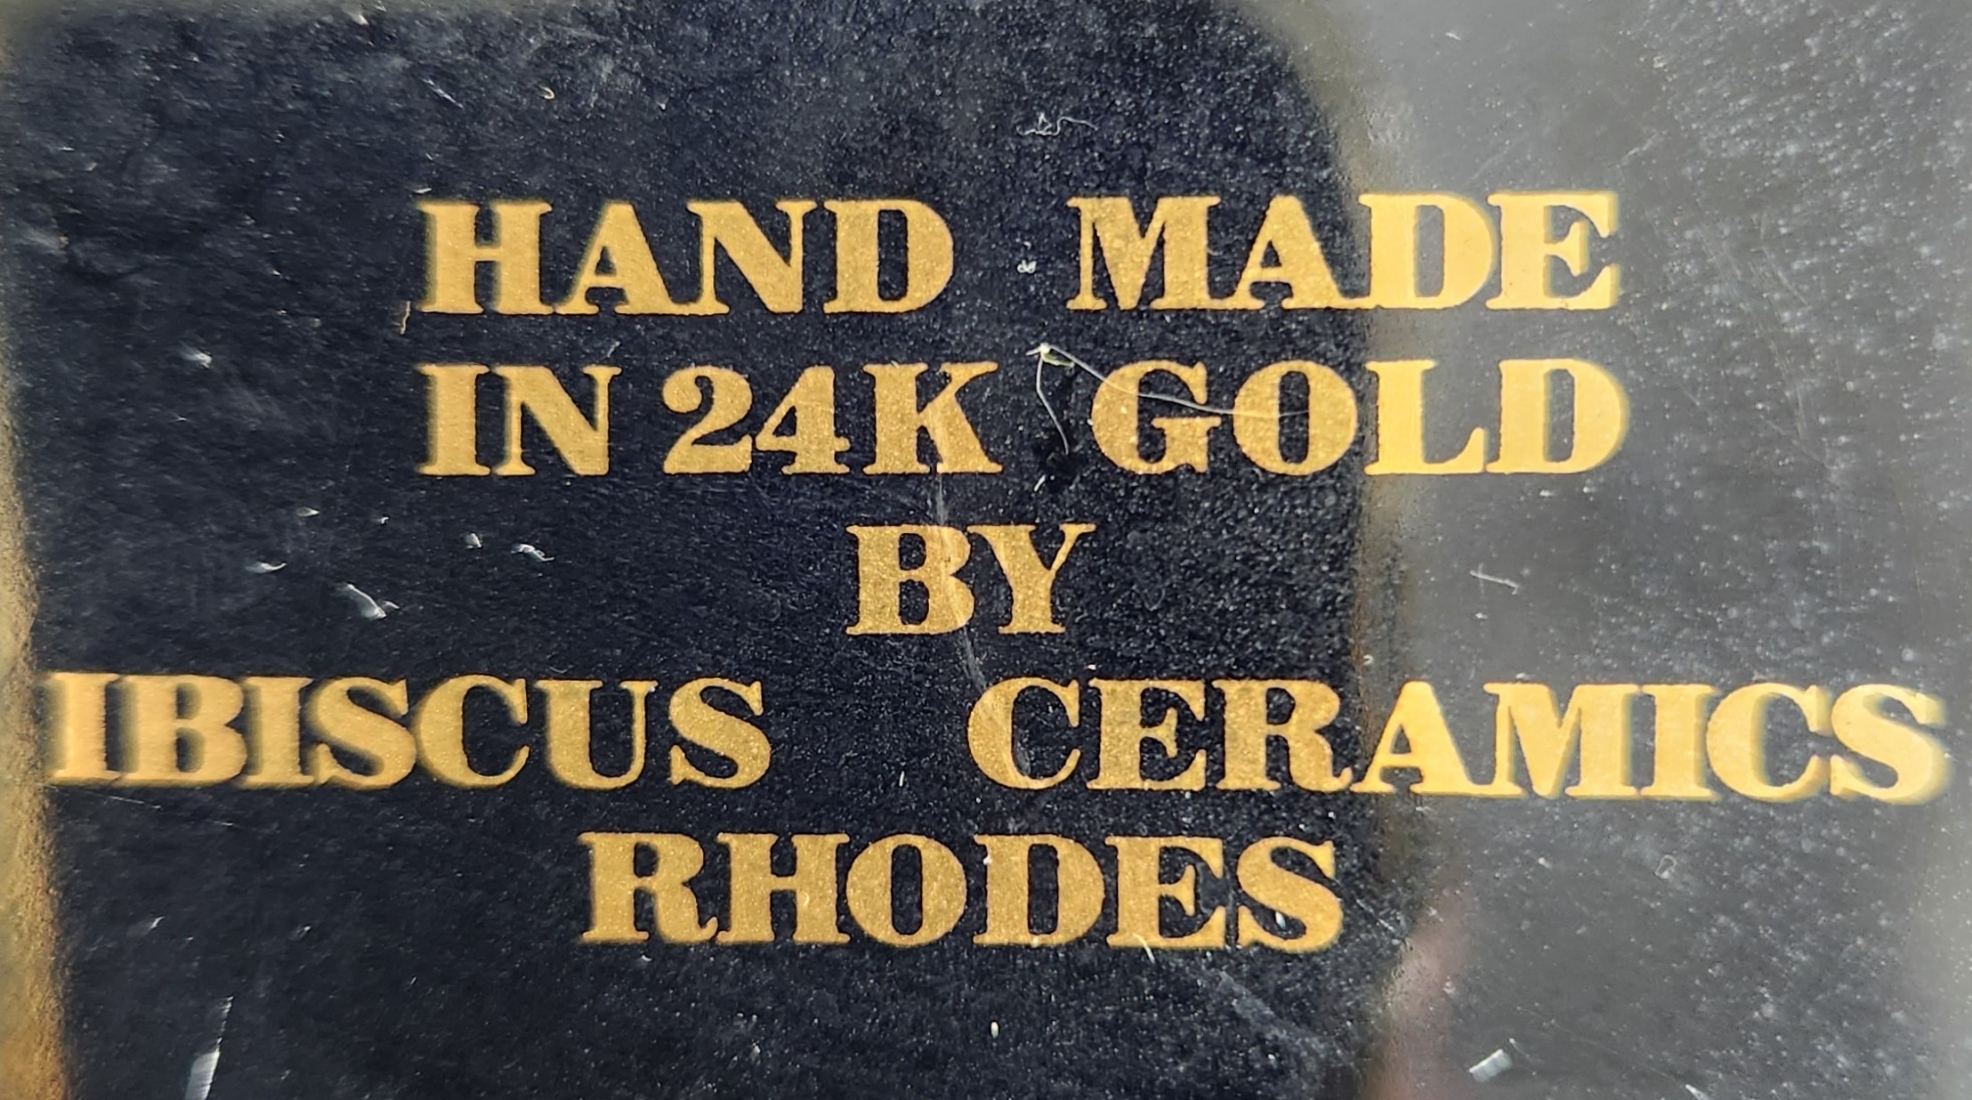 HAND MADE
IN 24K GOLD
BY
IBISCUS CERAMICS
RHODES